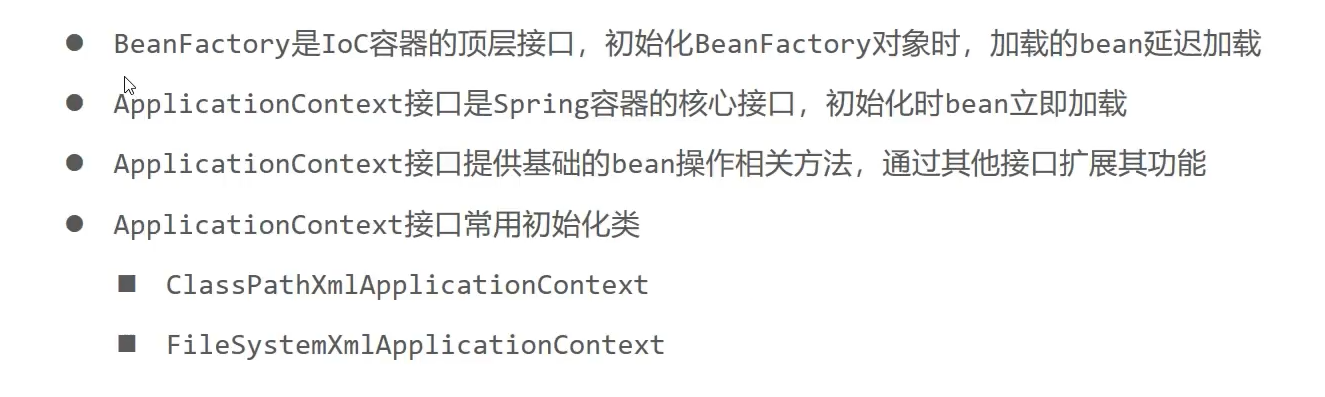 ● BeanFactory是IoC容器的顶层接口，初始化BeanFactory对象时，加载的bean延迟加载
● ApplicationContext接口是Spring容器的核心接口，初始化时bean立即加载
● ApplicationContext接口提供基础的bean操作相关方法，通过其他接口扩展其功能
● ApplicationContext接口常用初始化类
■ ClassPathXmlApplicationContext
■ FileSystemXmlApplicationContext